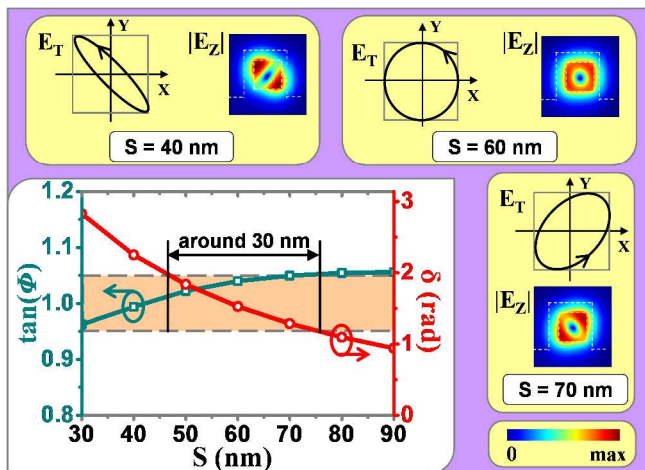 Y
E_T
X
|E_Z|
S = 40 nm
Y
E_T
X
|E_Z|
S = 60 nm
Y
E_T
X
|E_Z|
S = 70 nm
0 max
1.2
1.1
1.0
0.9
0.8
tan(Φ)
around 30 nm
3
2
1
0
δ (rad)
30 40 50 60 70 80 90
S (nm)